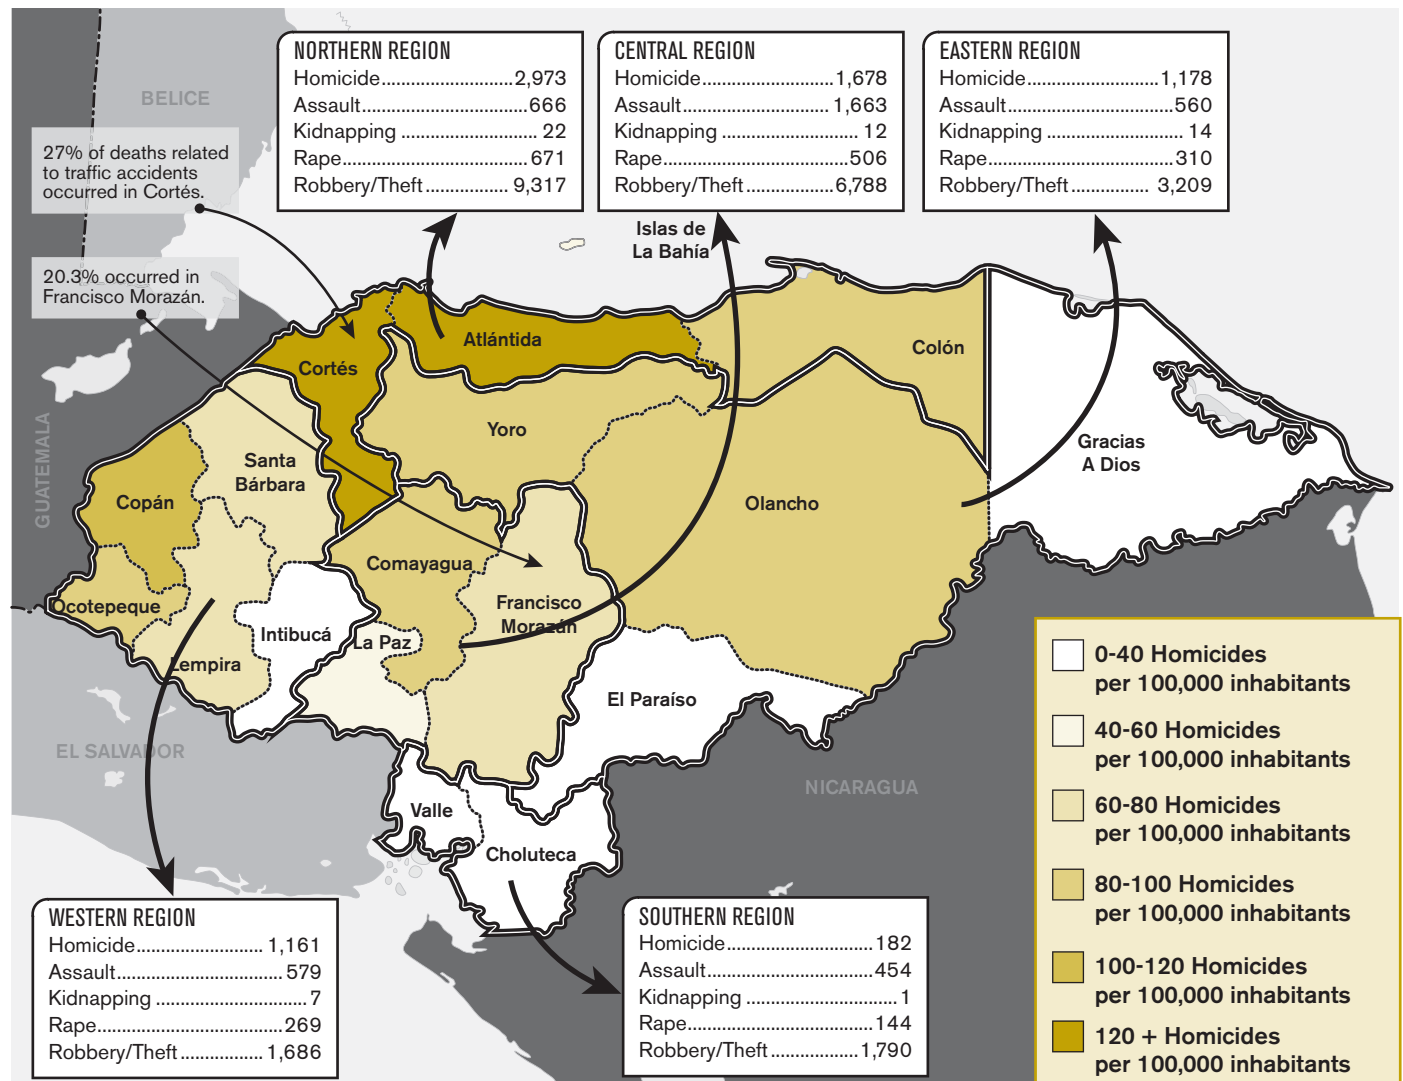 NORTHERN REGION
Homicide..........................2,973
Assault.................................666
Kidnapping ........................... 22
Rape.....................................671
Robbery/Theft................. 9,317
CENTRAL REGION
Homicide...........................1,678
Assault........................... 1,663
Kidnapping ........................... 12
Rape.....................................506
Robbery/Theft.................6,788
EASTERN REGION
Homicide...........................1,178
Assault.................................560
Kidnapping ........................... 14
Rape.....................................310
Robbery/Theft................ 3,209
BELICE
27% of deaths related
to traffic accidents
occurred in Cortés.
20.3% occurred in
Francisco Morazán.
Islas de
La Bahía
Atlántida
Cortés
Colón
Yoro
Gracias
A Dios
GUATEMALA
Santa
Bárbara
Copán
Olancho
Comayagua
Ocotepeque
Francisco
Morazán
Intibucá
La Paz
Lempira
El Paraíso
EL SALVADOR
NICARAGUA
Valle
Choluteca
0-40 Homicides
per 100,000 inhabitants
40-60 Homicides
per 100,000 inhabitants
60-80 Homicides
per 100,000 inhabitants
80-100 Homicides
per 100,000 inhabitants
100-120 Homicides
per 100,000 inhabitants
120 + Homicides
per 100,000 inhabitants
WESTERN REGION
Homicide......................... 1,161
Assault................................. 579
Kidnapping ..............................7
Rape.....................................269
Robbery/Theft................ 1,686
SOUTHERN REGION
Homicide.............................182
Assault.................................454
Kidnapping ..............................1
Rape.....................................144
Robbery/Theft.................1,790